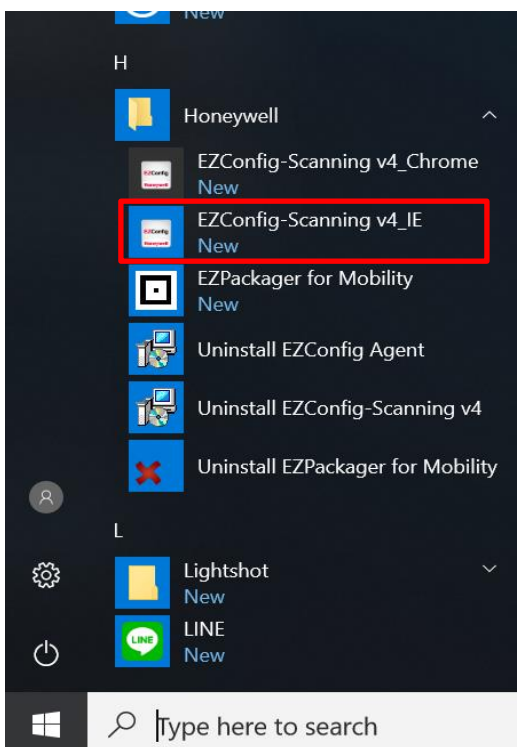 New
H
Honeywell
EZConfig-Scanning v4_Chrome
New
EZConfig-Scanning v4_IE
New
EZPackager for Mobility
New
Uninstall EZConfig Agent
Uninstall EZConfig-Scanning v4
Uninstall EZPackager for Mobility
L
Lightshot
New
LINE
LINE
New
Type here to search